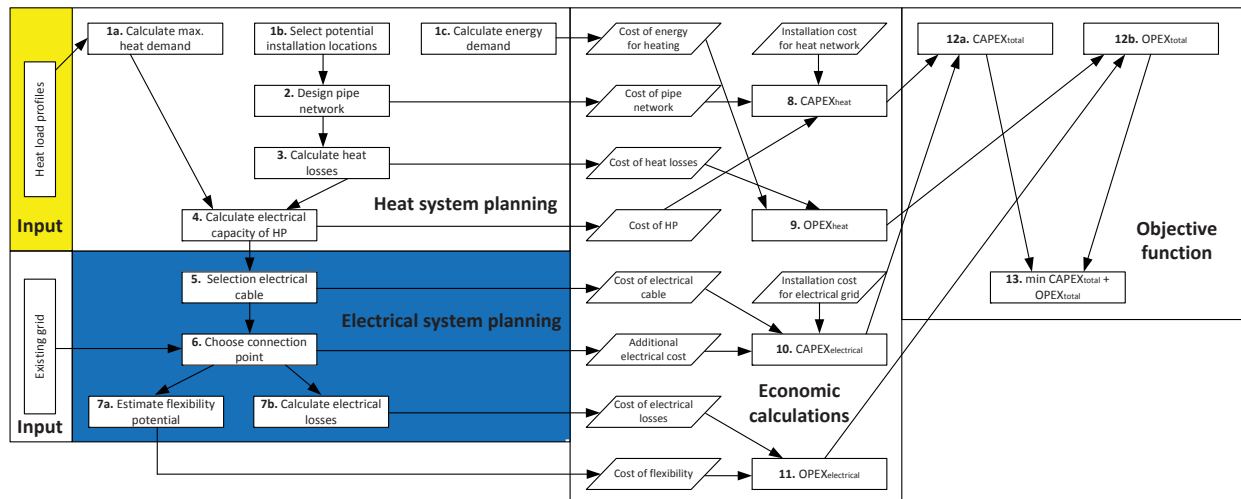 Heat load profiles
Input
1a. Calculate max.
heat demand
1b. Select potential
installation locations
1c. Calculate energy
demand
2. Design pipe
network
3. Calculate heat
losses
4. Calculate electrical
capacity of HP
Heat system planning
Existing grid
Input
5. Selection electrical
cable
Electrical system planning
6. Choose connection
point
7a. Estimate flexibility
potential
7b. Calculate electrical
losses
Cost of energy
for heating
Installation cost
for heat network
Cost of pipe
network
8. CAPEXheat
Cost of heat losses
Cost of HP
9. OPEXheat
Cost of electrical
cable
Installation cost
for electrical grid
Additional
electrical cost
10. CAPEXelectrical
Economic
calculations
Cost of electrical
losses
Cost of flexibility
11. OPEXelectrical
12a. CAPEXtotal
12b. OPEXtotal
Objective
function
13. min CAPEXtotal +
OPEXtotal